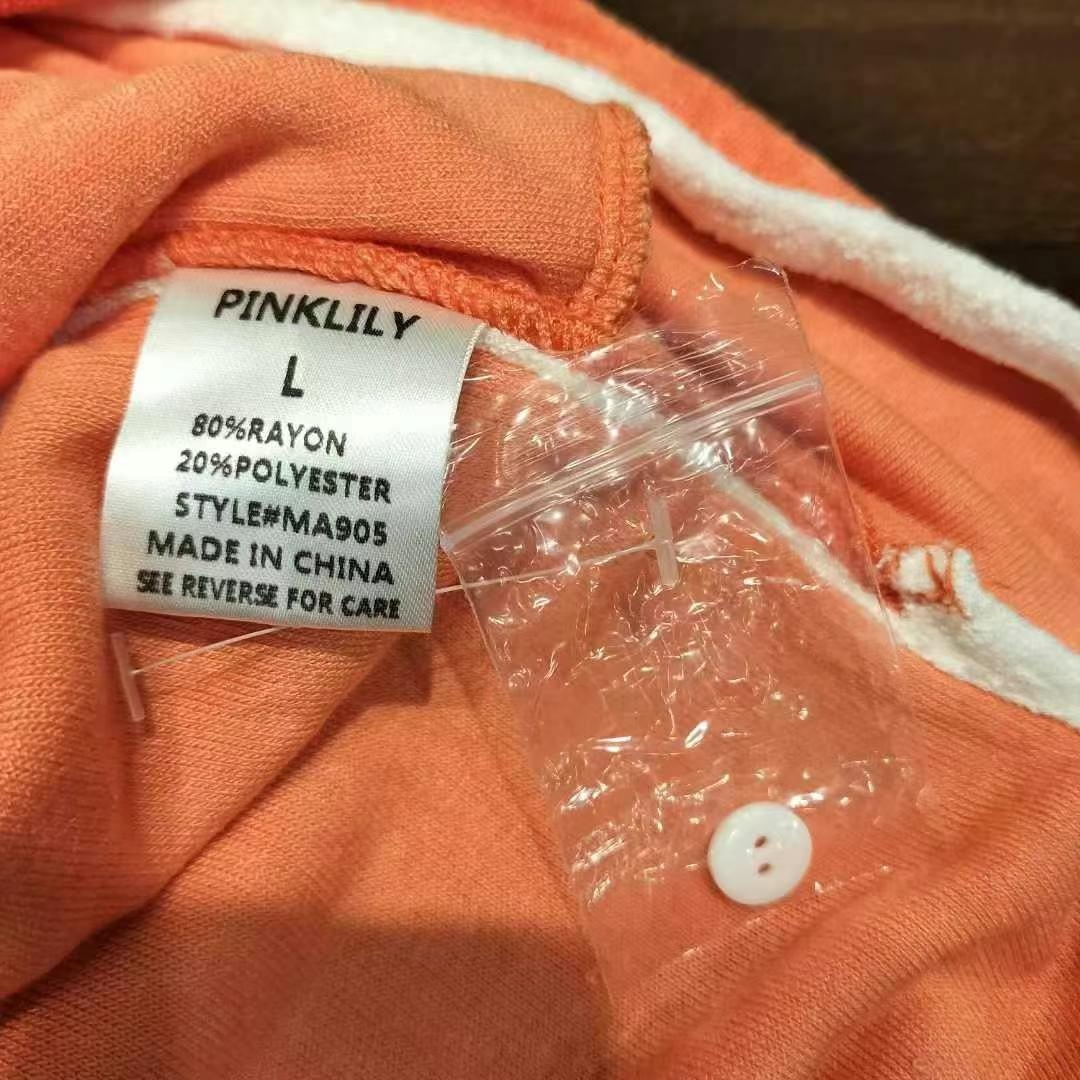 PINKLILY
L
80%RAYON
20%POLYESTER
STYLE#MA905
MADE IN CHINA
SEE REVERSE FOR CARE